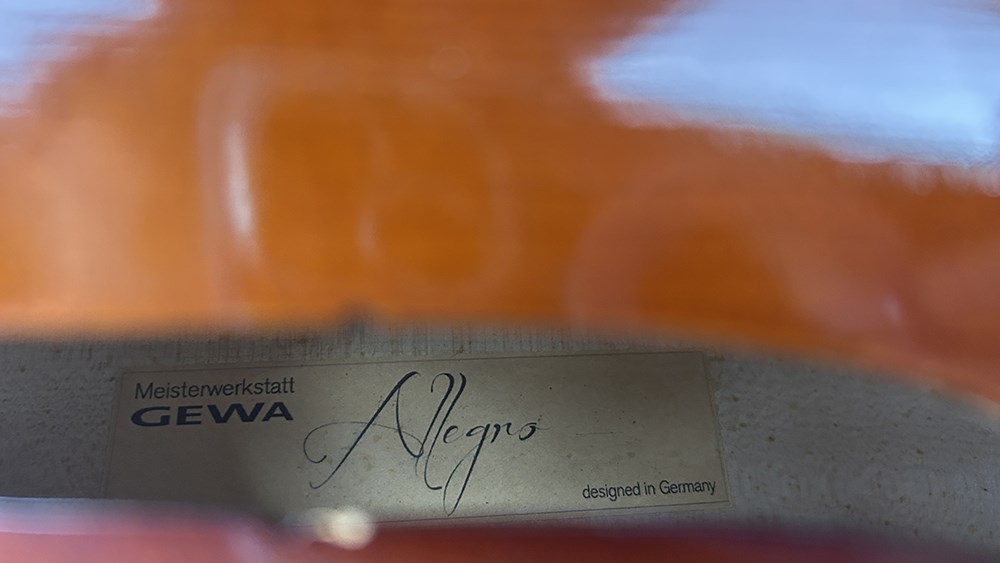 Meisterwerkstatt
GEWA
Allegro
designed in Germany